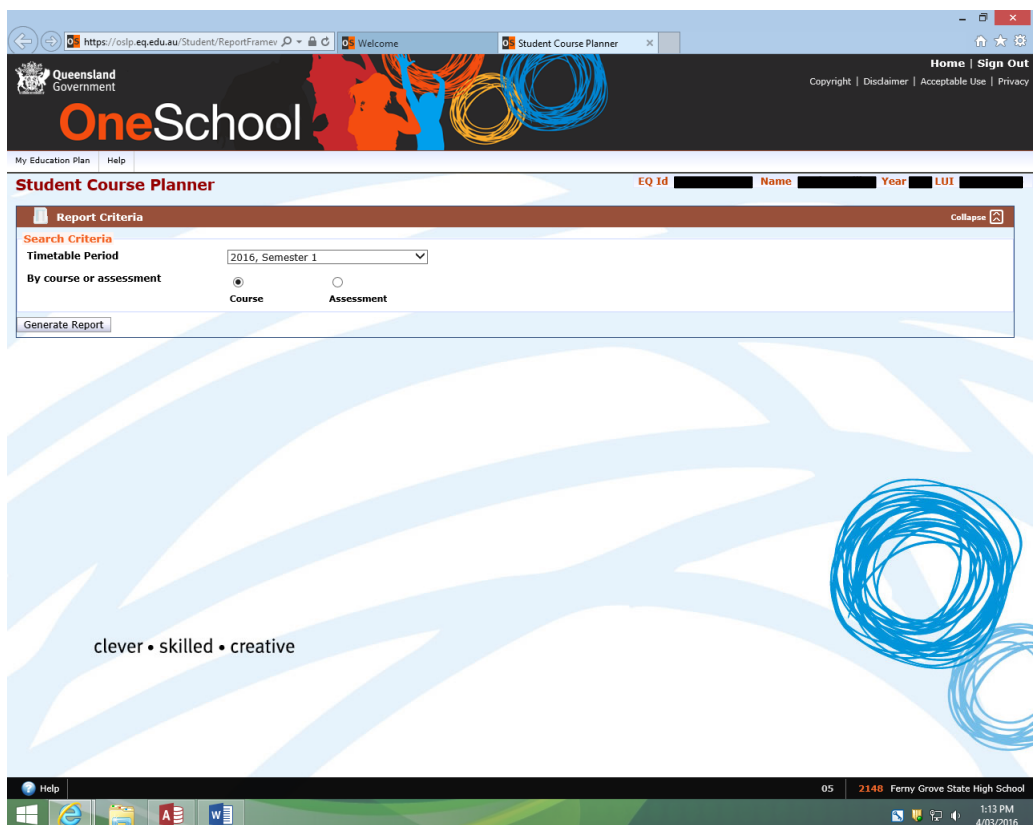 https://oslp.eq.edu.au/Student/ReportFramev
OS Welcome
OS Student Course Planner
Home | Sign Out
Queensland
Government
Copyright | Disclaimer | Acceptable Use | Privacy
OneSchool
My Education Plan Help
Student Course Planner
EQ Id Name Year LUI
Report Criteria
Collapse
Search Criteria
Timetable Period
2016, Semester 1
By course or assessment
Course Assessment
Generate Report
clever • skilled • creative
Help
05 2148 Ferny Grove State High School
1:13 PM
4/03/2016